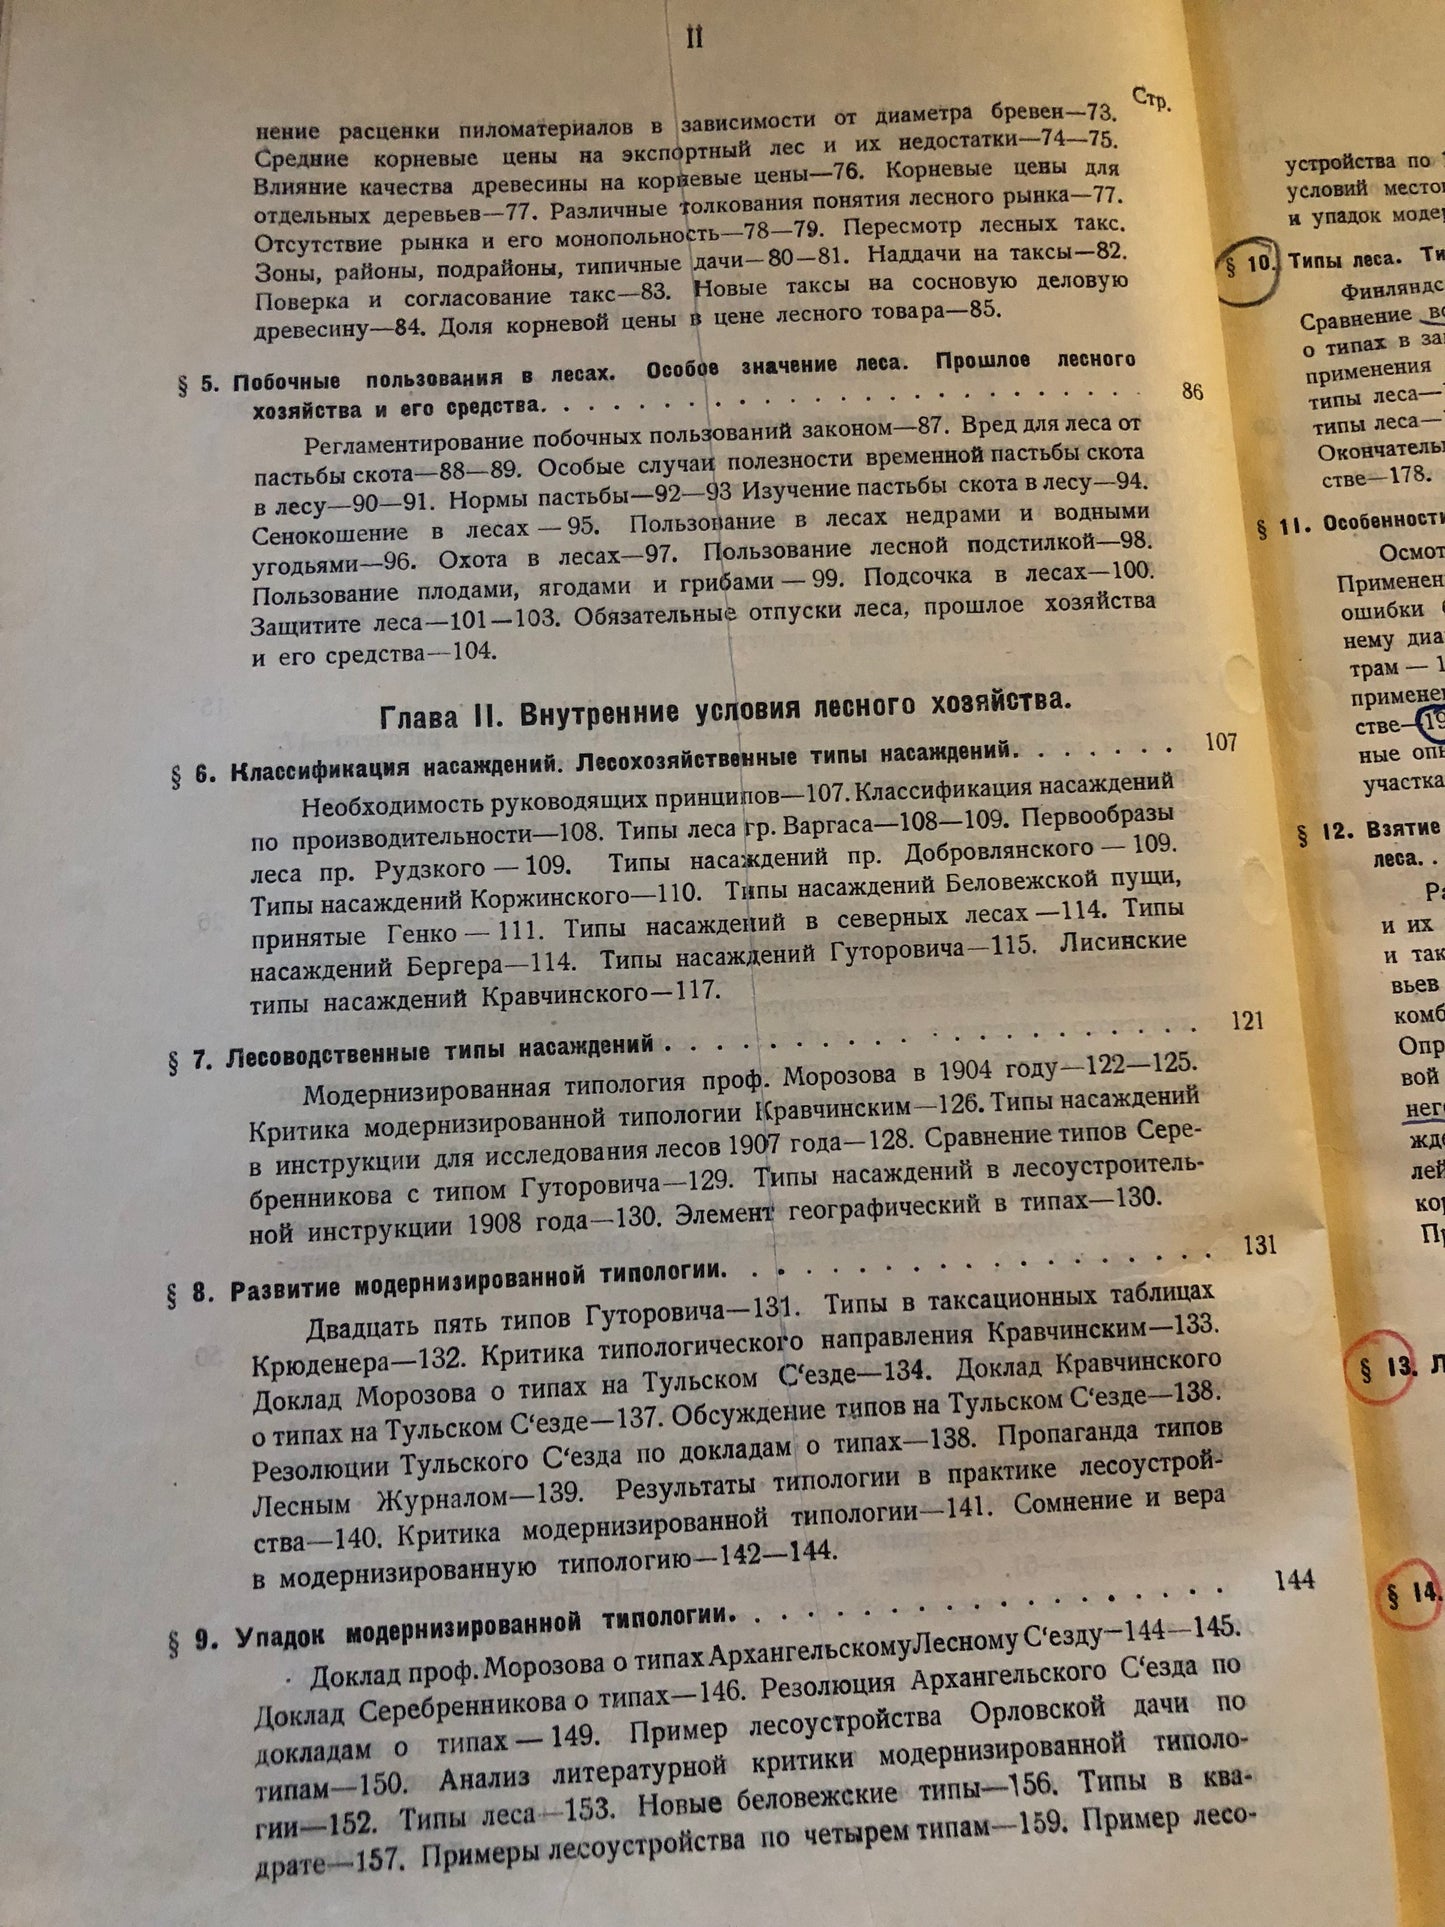 II
Стр.
нение расценки пиломатериалов в зависимости от диаметра бревен—73.
Средние корневые цены на экспортный лес и их недостатки—74—75.
Влияние качества древесины на корневые цены—76. Корневые цены для
отдельных деревьев—77. Различные толкования понятия лесного рынка—77.
Отсутствие рынка и его монопольность—78—79. Пересмотр лесных такс.
Зоны, районы, подрайоны, типичные дачи—80—81. Наддачи на таксы—82.
Поверка и согласование такс—83. Новые таксы на сосновую деловую
древесину—84. Доля корневой цены в цене лесного товара—85.
§ 5. Побочные пользования в лесах. Особое значение леса. Прошлое лесного
хозяйства и его средства. . . . . . . . . . . . . . . . . . . . . . . 86
Регламентирование побочных пользований законом—87. Вред для леса от
пастьбы скота—88—89. Особые случаи полезности временной пастьбы скота
в лесу—90—91. Нормы пастьбы—92—93 Изучение пастьбы скота в лесу—94.
Сенокошение в лесах — 95. Пользование в лесах недрами и водными
угодьями—96. Охота в лесах—97. Пользование лесной подстилкой—98.
Пользование плодами, ягодами и грибами — 99. Подсочка в лесах—100.
Защитите леса—101—103. Обязательные отпуски леса, прошлое хозяйства
и его средства—104.
Глава II. Внутренние условия лесного хозяйства.
§ 6. Классификация насаждений. Лесохозяйственные типы насаждений. . . . . . . 107
Необходимость руководящих принципов—107. Классификация насаждений
по производительности—108. Типы леса гр. Варгаса—108—109. Первообразы
леса пр. Рудзкого — 109. Типы насаждений пр. Добровлянского — 109.
Типы насаждений Коржинского—110. Типы насаждений Беловежской пущи,
принятые Генко — 111. Типы насаждений в северных лесах —114. Типы
насаждений Бергера—114. Типы насаждений Гуторовича—115. Лисинские
типы насаждений Кравчинского—117.
§ 7. Лесоводственные типы насаждений . . . . . . . . . . . . . . . . . . . . 121
Модернизированная типология проф. Морозова в 1904 году—122—125.
Критика модернизированной типологии Кравчинским—126. Типы насаждений
в инструкции для исследования лесов 1907 года—128. Сравнение типов Сере-
бренникова с типом Гуторовича—129. Типы насаждений в лесоустроитель-
ной инструкции 1908 года—130. Элемент географический в типах—130.
§ 8. Развитие модернизированной типологии. . . . . . . . . . . . . . . . . . 131
Двадцать пять типов Гуторовича—131. Типы в таксационных таблицах
Крюденера—132. Критика типологического направления Кравчинским—133.
Доклад Морозова о типах на Тульском С‘езде—134. Доклад Кравчинского
о типах на Тульском С‘езде—137. Обсуждение типов на Тульском С‘езде—138.
Резолюции Тульского С‘езда по докладам о типах—138. Пропаганда типов
Лесным Журналом—139. Результаты типологии в практике лесоустрой-
ства—140. Критика модернизированной типологии—141. Сомнение и вера
в модернизированную типологию—142—144.
§ 9. Упадок модернизированной типологии. . . . . . . . . . . . . . . . . . . 144
Доклад проф. Морозова о типах Архангельскому Лесному С‘езду—144—145.
Доклад Серебренникова о типах—146. Резолюция Архангельского С‘езда по
докладам о типах — 149. Пример лесоустройства Орловской дачи по
типам—150. Анализ литературной критики модернизированной типоло-
гии—152. Типы леса—153. Новые беловежские типы—156. Типы в ква-
драте—157. Примеры лесоустройства по четырем типам—159. Пример лесо-
устройства по
условий
и упадок
§ 10. Типы леса.
Сравнение
о типах в
применения
типы леса—
типы леса—
стве—178.
§ 11. Особенности
ошибки
нему
трам —
стве—
ные
участка
§ 12. Взятие
леса. .
и их
и так
вьев
вой
§ 13.
§ 14.